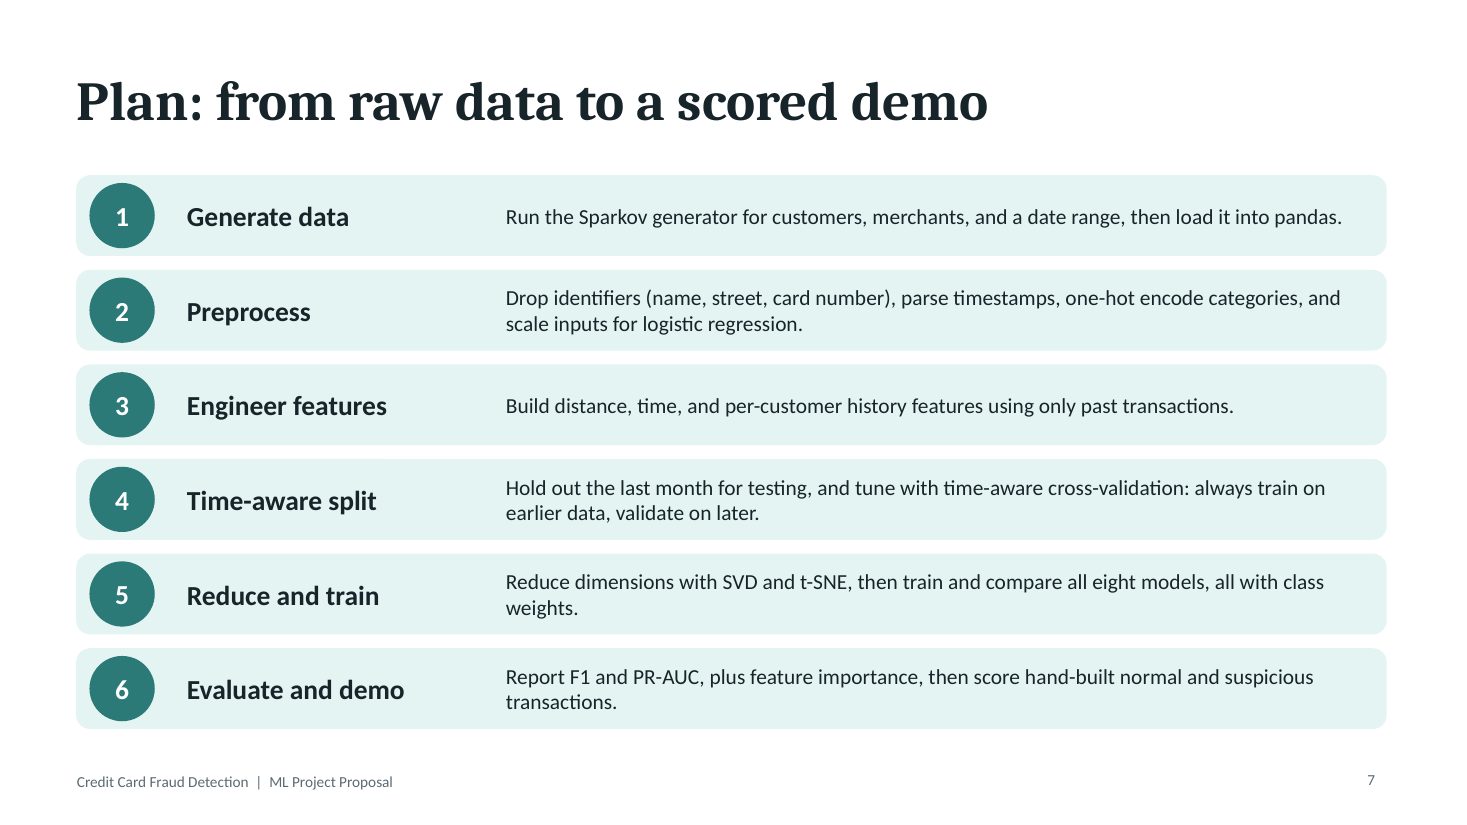 Plan: from raw data to a scored demo
1
Generate data
Run the Sparkov generator for customers, merchants, and a date range, then load it into pandas.
2
Preprocess
Drop identifiers (name, street, card number), parse timestamps, one-hot encode categories, and
scale inputs for logistic regression.
3
Engineer features
Build distance, time, and per-customer history features using only past transactions.
4
Time-aware split
Hold out the last month for testing, and tune with time-aware cross-validation: always train on
earlier data, validate on later.
5
Reduce and train
Reduce dimensions with SVD and t-SNE, then train and compare all eight models, all with class
weights.
6
Evaluate and demo
Report F1 and PR-AUC, plus feature importance, then score hand-built normal and suspicious
transactions.
Credit Card Fraud Detection | ML Project Proposal
7